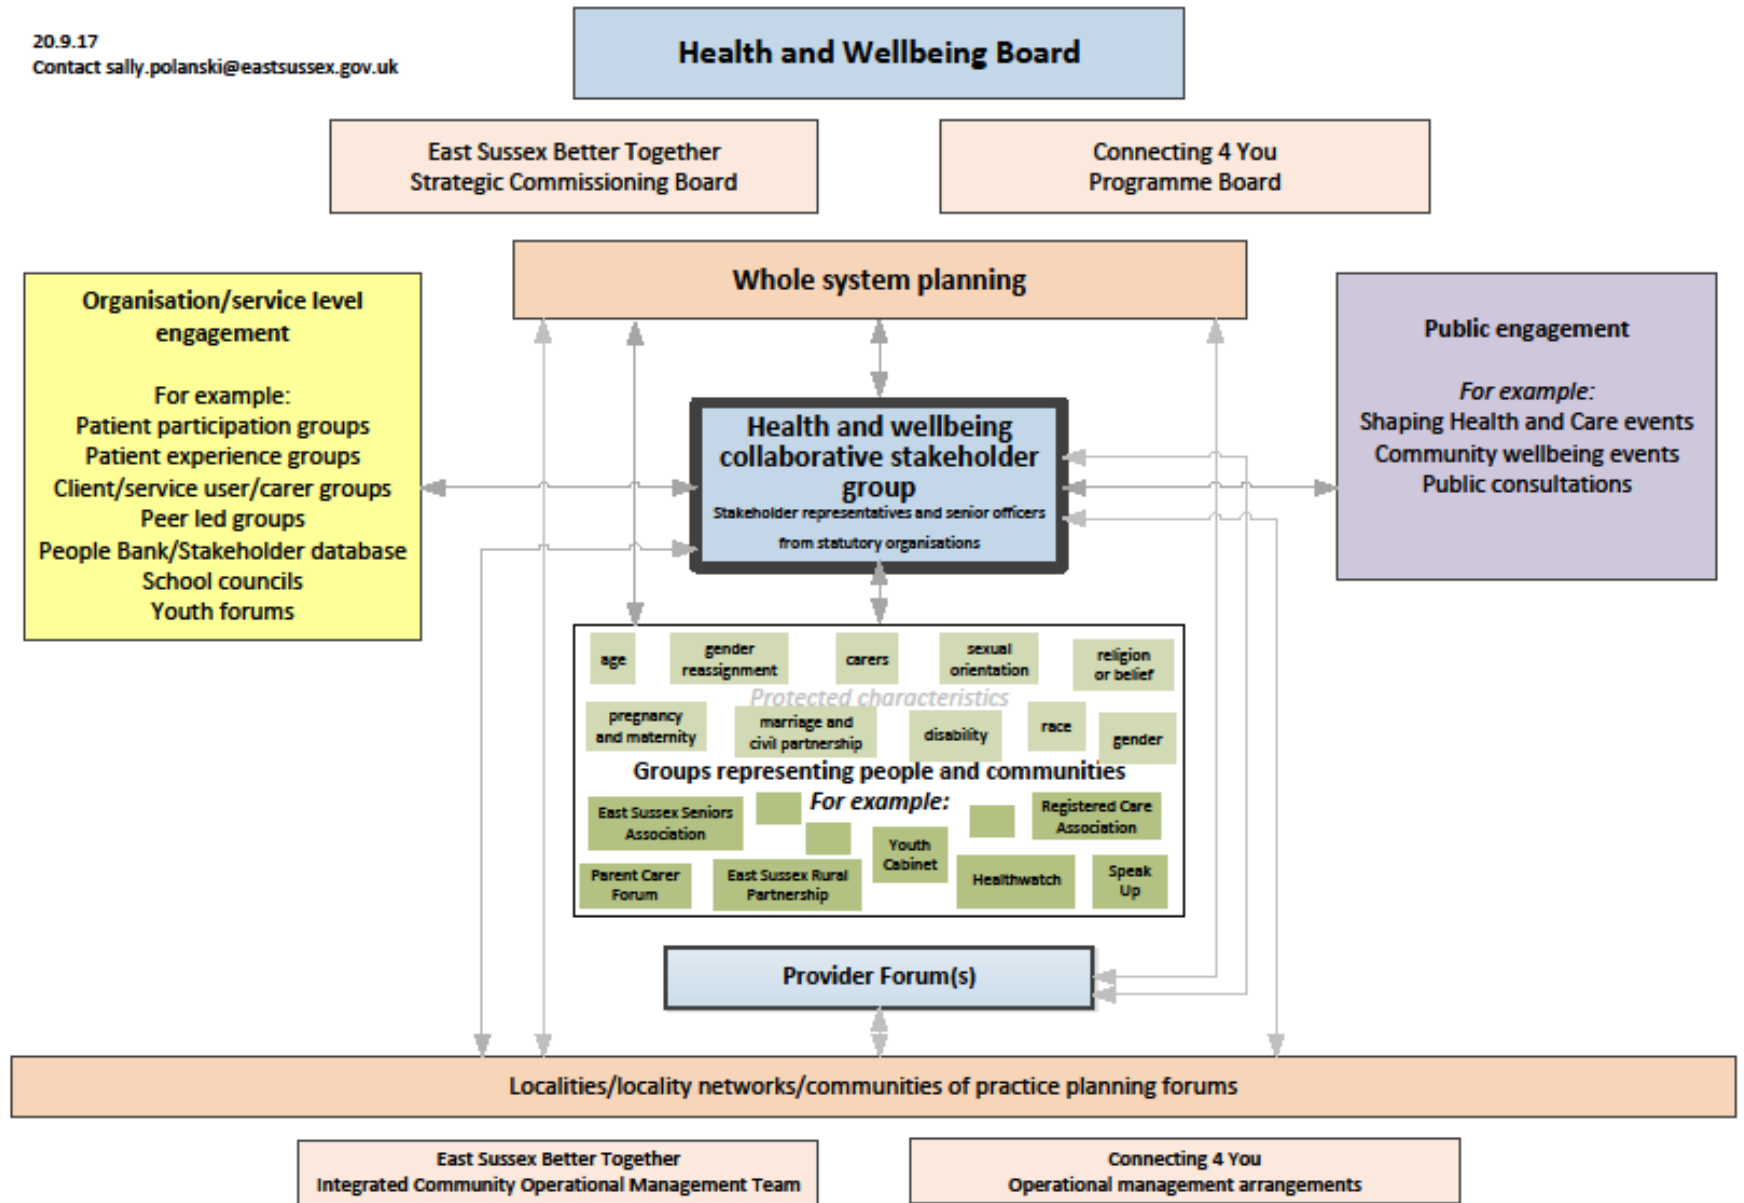 20.9.17
Contact sally.polanski@eastsussex.gov.uk
Health and Wellbeing Board
East Sussex Better Together
Strategic Commissioning Board
Connecting 4 You
Programme Board
Whole system planning
Organisation/service level
engagement
For example:
Patient participation groups
Patient experience groups
Client/service user/carer groups
Peer led groups
People Bank/Stakeholder database
School councils
Youth forums
Health and wellbeing
collaborative stakeholder
group
Stakeholder representatives and senior officers
from statutory organisations
Public engagement
For example:
Shaping Health and Care events
Community wellbeing events
Public consultations
age
gender
reassignment
carers
sexual
orientation
religion
or belief
Protected characteristics
pregnancy
and maternity
marriage and
civil partnership
disability
race
gender
Groups representing people and communities
For example:
East Sussex Seniors
Association
Registered Care
Association
Youth
Cabinet
Parent Carer
Forum
East Sussex Rural
Partnership
Healthwatch
Speak
Up
Provider Forum(s)
Localities/locality networks/communities of practice planning forums
East Sussex Better Together
Integrated Community Operational Management Team
Connecting 4 You
Operational management arrangements